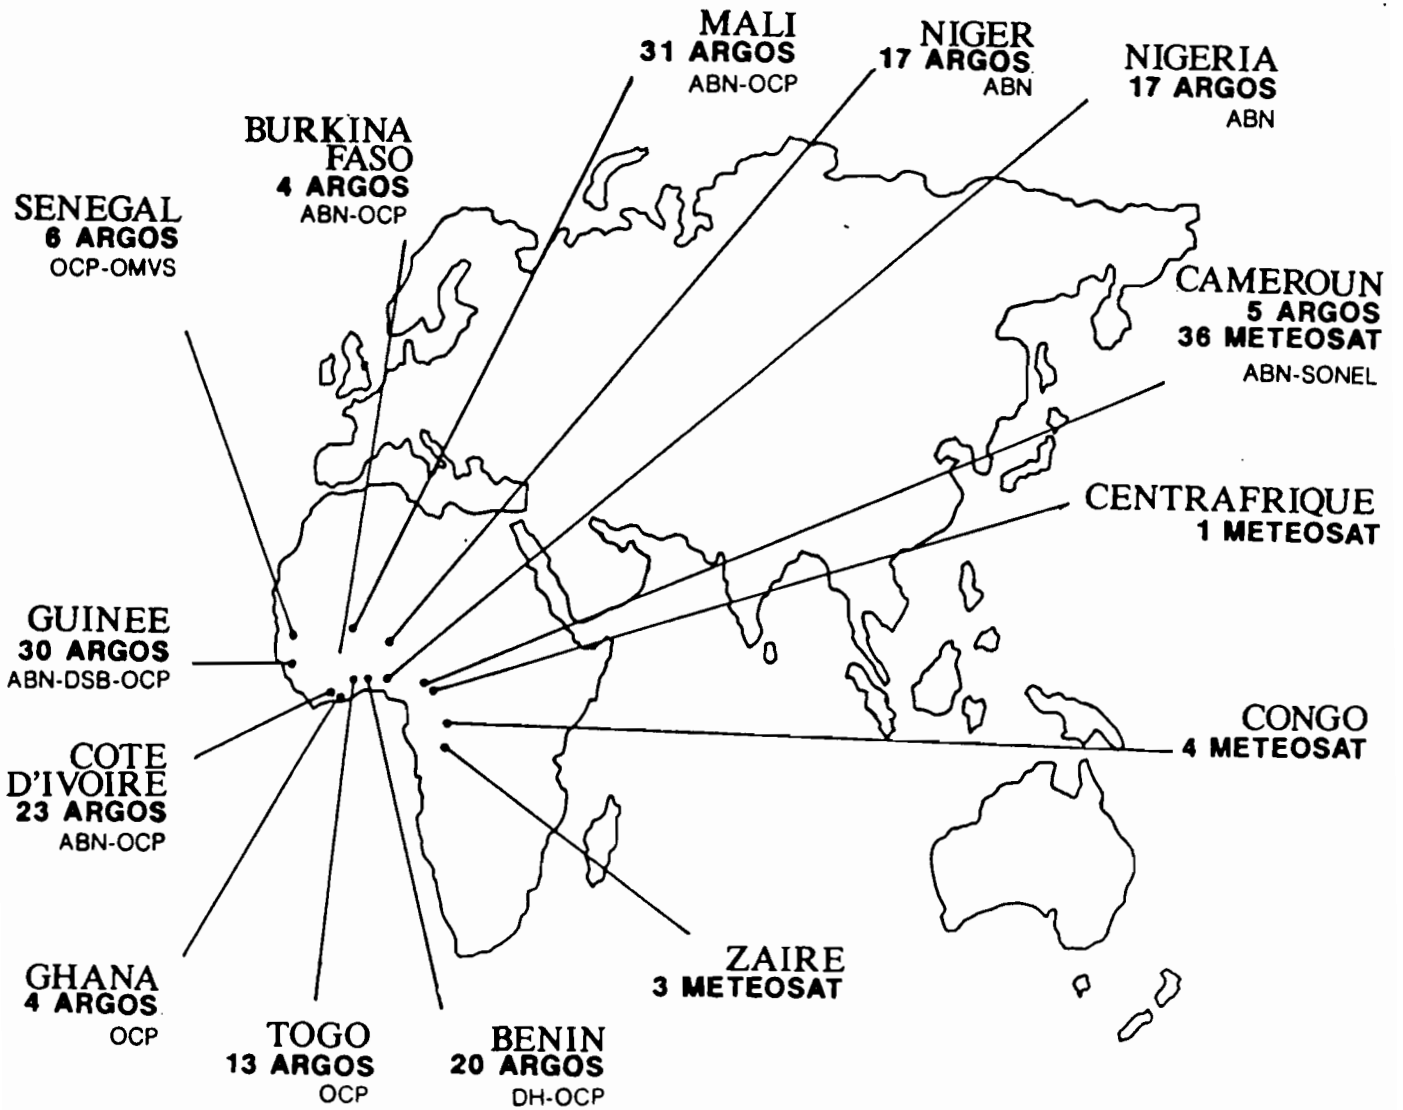 MALI
31 ARGOS
ABN-OCP
NIGER
17 ARGOS
ABN
NIGERIA
17 ARGOS
ABN
BURKINA
FASO
4 ARGOS
ABN-OCP
SENEGAL
6 ARGOS
OCP-OMVS
CAMEROUN
5 ARGOS
36 METEOSAT
ABN-SONEL
CENTRAFRIQUE
1 METEOSAT
GUINEE
30 ARGOS
ABN-DSB-OCP
CONGO
4 METEOSAT
COTE
D'IVOIRE
23 ARGOS
ABN-OCP
ZAIRE
3 METEOSAT
GHANA
4 ARGOS
OCP
TOGO
13 ARGOS
OCP
BENIN
20 ARGOS
DH-OCP